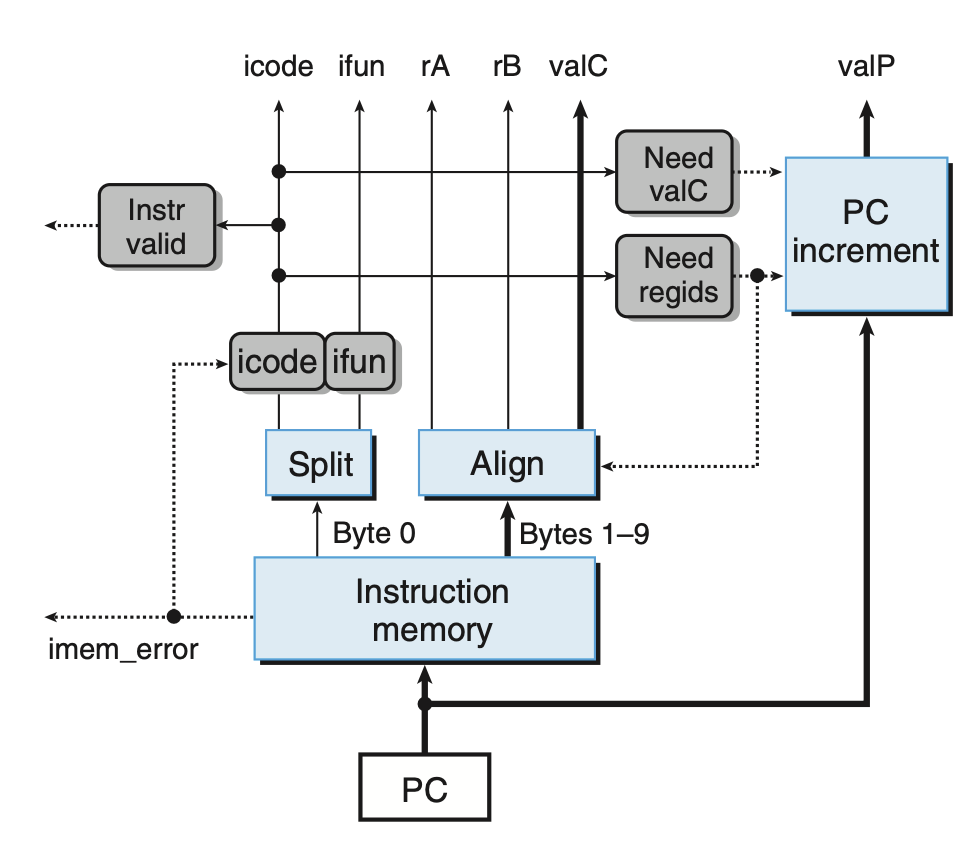 icode ifun rA rB valC valP
Need
valC
Instr
valid
PC
increment
Need
regids
icode ifun
Split
Align
Byte 0
Bytes 1–9
Instruction
memory
imem_error
PC